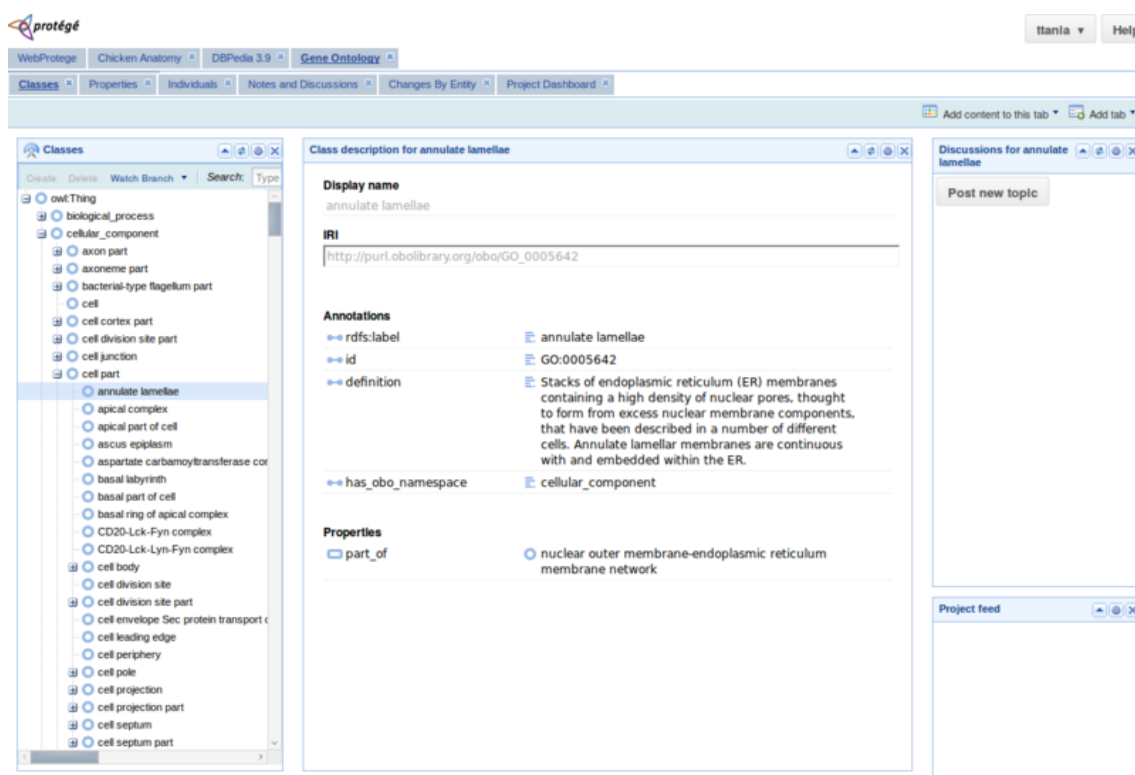 protégé
ttania
Help
WebProtege Chicken Anatomy DBPedia 3.9 Gene Ontology
Classes Properties Individuals Notes and Discussions Changes By Entity Project Dashboard
Add content to this tab Add tab
Classes
Create Delete Watch Branch Search: Type
owl:Thing
biological_process
cellular_component
axon part
axoneme part
bacterial-type flagellum part
cell
cell cortex part
cell division site part
cell junction
cell part
annulate lamellae
apical complex
apical part of cell
ascus epiplasm
aspartate carbamoyltransferase cor
basal labyrinth
basal part of cell
basal ring of apical complex
CD20-Lck-Fyn complex
CD20-Lck-Lyn-Fyn complex
cell body
cell division site
cell division site part
cell envelope Sec protein transport c
cell leading edge
cell periphery
cell pole
cell projection
cell projection part
cell septum
cell septum part
Class description for annulate lamellae
Display name
annulate lamellae
IRI
http://purl.obolibrary.org/obo/GO_0005642
Annotations
rdfs:label annulate lamellae
id GO:0005642
definition Stacks of endoplasmic reticulum (ER) membranes
containing a high density of nuclear pores, thought
to form from excess nuclear membrane components,
that have been described in a number of different
cells. Annulate lamellar membranes are continuous
with and embedded within the ER.
has_obo_namespace cellular_component
Properties
part_of nuclear outer membrane-endoplasmic reticulum
membrane network
Discussions for annulate
lamellae
Post new topic
Project feed